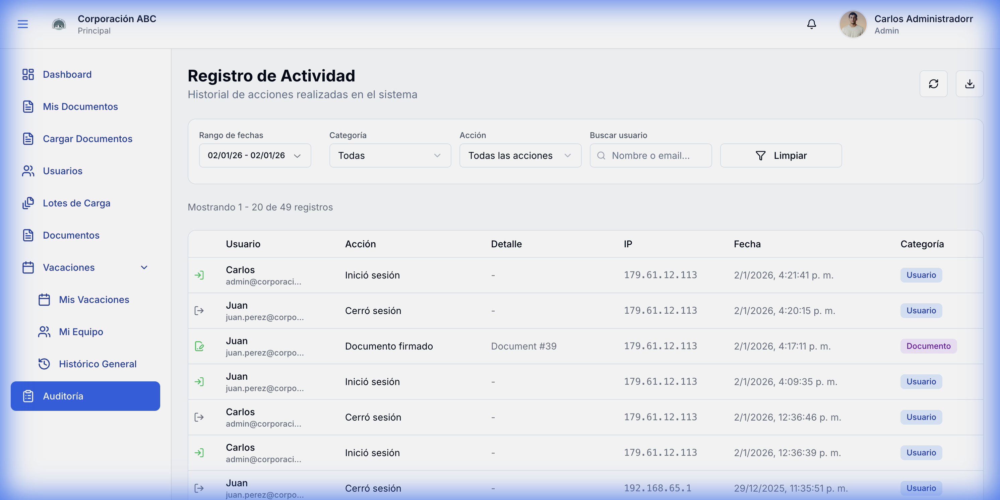 Corporación ABC
Principal
Carlos Administradorr
Admin
Dashboard
Mis Documentos
Cargar Documentos
Usuarios
Lotes de Carga
Documentos
Vacaciones
Mis Vacaciones
Mi Equipo
Histórico General
Auditoría
Registro de Actividad
Historial de acciones realizadas en el sistema
Rango de fechas Categoría Acción Buscar usuario
02/01/26 - 02/01/26 Todas Todas las acciones Nombre o email... Limpiar
Mostrando 1 - 20 de 49 registros
Usuario Acción Detalle IP Fecha Categoría
Carlos
admin@corporaci... Inició sesión - 179.61.12.113 2/1/2026, 4:21:41 p. m. Usuario
Juan
juan.perez@corpo... Cerró sesión - 179.61.12.113 2/1/2026, 4:20:15 p. m. Usuario
Juan
juan.perez@corpo... Documento firmado Document #39 179.61.12.113 2/1/2026, 4:17:11 p. m. Documento
Juan
juan.perez@corpo... Inició sesión - 179.61.12.113 2/1/2026, 4:09:35 p. m. Usuario
Carlos
admin@corporaci... Cerró sesión - 179.61.12.113 2/1/2026, 12:36:46 p. m. Usuario
Carlos
admin@corporaci... Inició sesión - 179.61.12.113 2/1/2026, 12:36:39 p. m. Usuario
Juan
juan.perez@corpo... Cerró sesión - 192.168.65.1 29/12/2025, 11:35:51 p. m. Usuario